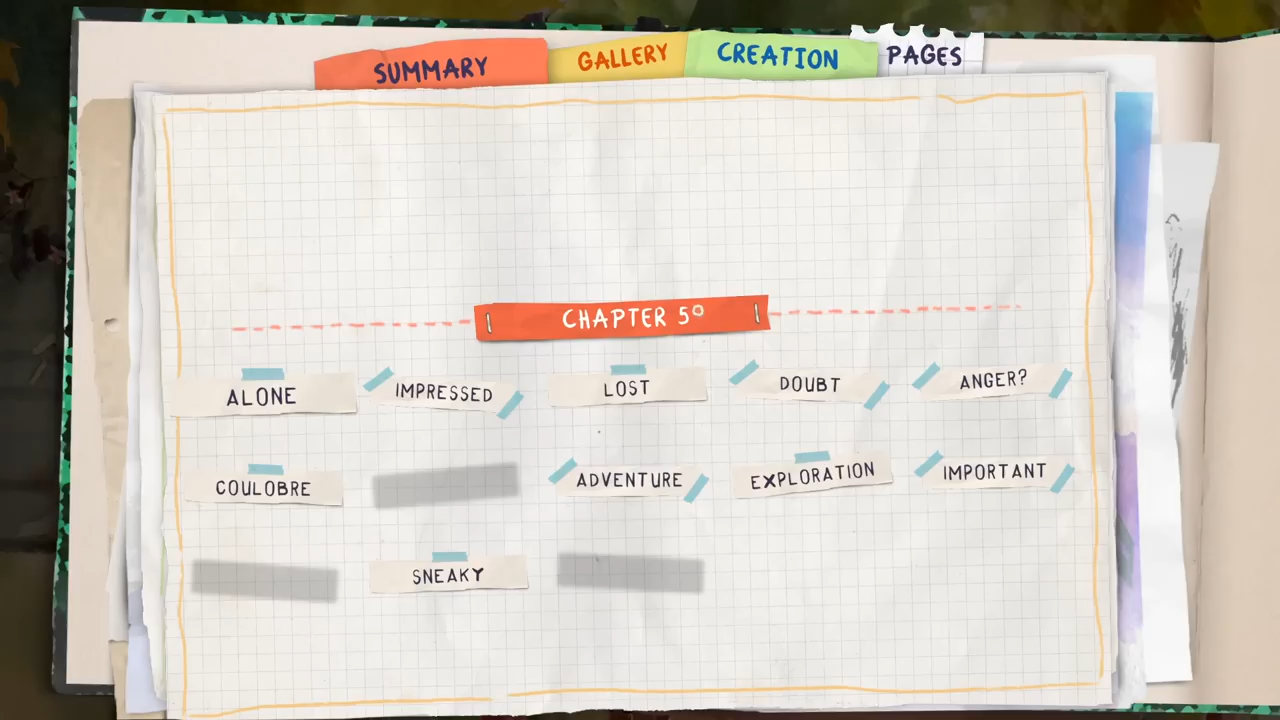 SUMMARY
GALLERY
CREATION
PAGES
CHAPTER 5°
ALONE
IMPRESSED
LOST
DOUBT
ANGER?
COULOBRE
ADVENTURE
EXPLORATION
IMPORTANT
SNEAKY